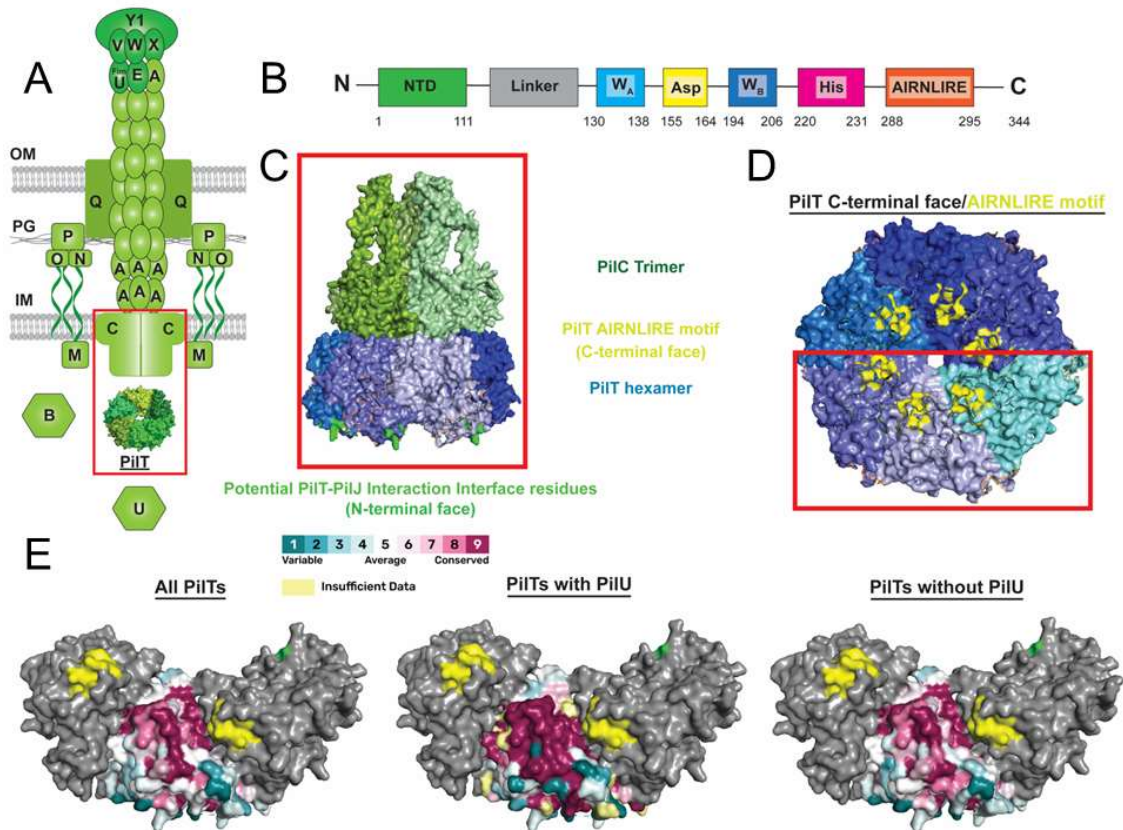 A
Y1
V W X
U E A
A
OM
Q Q
PG
P P
O N N O
A A A
A A A
IM
C C
M M
B
PilT
U
B
N NTD Linker W_A Asp W_B His AIRNLIRE C
1 111 130 138 155 164 194 206 220 231 288 295 344
C
PilC Trimer
PilT AIRNLIRE motif
(C-terminal face)
PilT hexamer
Potential PilT-PilJ Interaction Interface residues
(N-terminal face)
D
PilT C-terminal face/AIRNLIRE motif
E
1 2 3 4 5 6 7 8 9
Variable Average Conserved
Insufficient Data
All PilTs
PilTs with PilU
PilTs without PilU